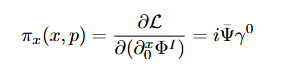 π_x(x, p) = ∂ℒ / ∂(∂_0^x Φ^I) = iΨ̄γ^0